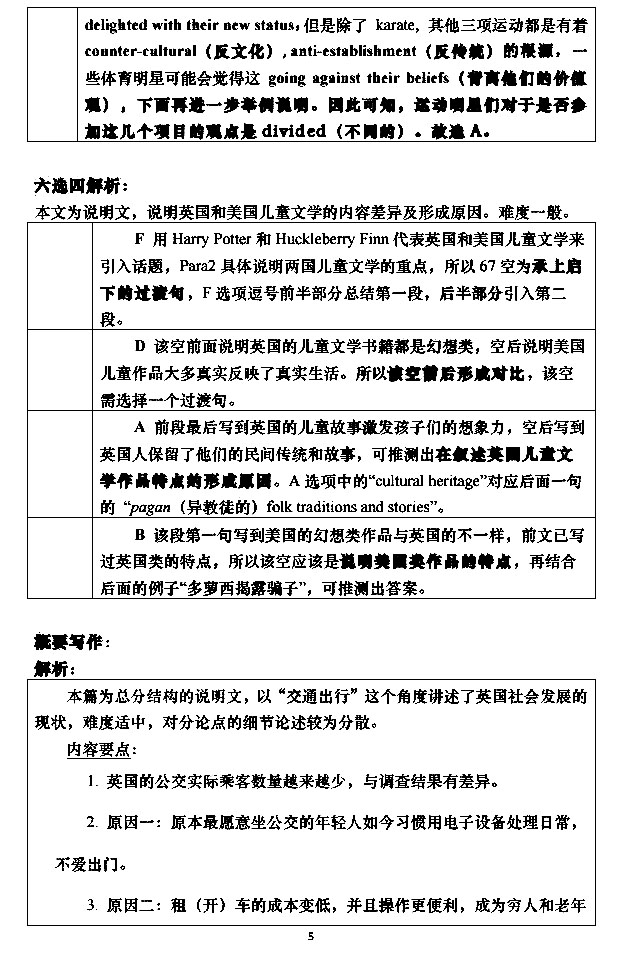 delighted with their new status,但是除了 karate, 其他三项运动都是有着
counter-cultural（反文化）, anti-establishment（反传统）的根源，一
些体育明星可能会觉得这 going against their beliefs（背离他们的价值
观），下面再进一步举例说明。因此可知，运动明星们对于是否参
加这几个项目的观点是 divided（不同的）。故选 A。
六选四解析：
本文为说明文，说明英国和美国儿童文学的内容差异及形成原因。难度一般。
F 用 Harry Potter 和 Huckleberry Finn 代表英国和美国儿童文学来
引入话题，Para2 具体说明两国儿童文学的重点，所以 67 空为承上启
下的过渡句，F 选项逗号前半部分总结第一段，后半部分引入第二
段。
D 该空前面说明英国的儿童文学书籍都是幻想类，空后说明美国
儿童作品大多真实反映了真实生活。所以该空前后形成对比，该空
需选择一个过渡句。
A 前段最后写到英国的儿童故事激发孩子们的想象力，空后写到
英国人保留了他们的民间传统和故事，可推测出在叙述英国儿童文
学作品特点的形成原因。A 选项中的“cultural heritage”对应后面一句
的 “pagan（异教徒的）folk traditions and stories”。
B 该段第一句写到美国的幻想类作品与英国的不一样，前文已写
过英国类的特点，所以该空应该是说明美国类作品的特点，再结合
后面的例子“多萝西揭露骗子”，可推测出答案。
概要写作：
解析：
本篇为总分结构的说明文，以“交通出行”这个角度讲述了英国社会发展的
现状，难度适中，对分论点的细节论述较为分散。
内容要点：
1. 英国的公交实际乘客数量越来越少，与调查结果有差异。
2. 原因一：原本最愿意坐公交的年轻人如今习惯用电子设备处理日常，
不爱出门。
3. 原因二：租（开）车的成本变低，并且操作更便利，成为穷人和老年
5